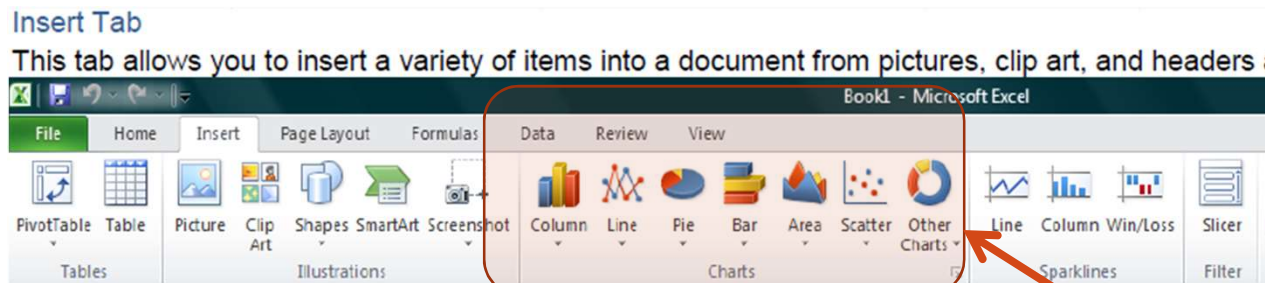 Insert Tab
This tab allows you to insert a variety of items into a document from pictures, clip art, and headers
Book1 - Microsoft Excel
File Home Insert Page Layout Formulas Data Review View
PivotTable Table Picture Clip Art Shapes SmartArt Screenshot Column Line Pie Bar Area Scatter Other Charts Line Column Win/Loss Slicer
Tables Illustrations Charts Sparklines Filter